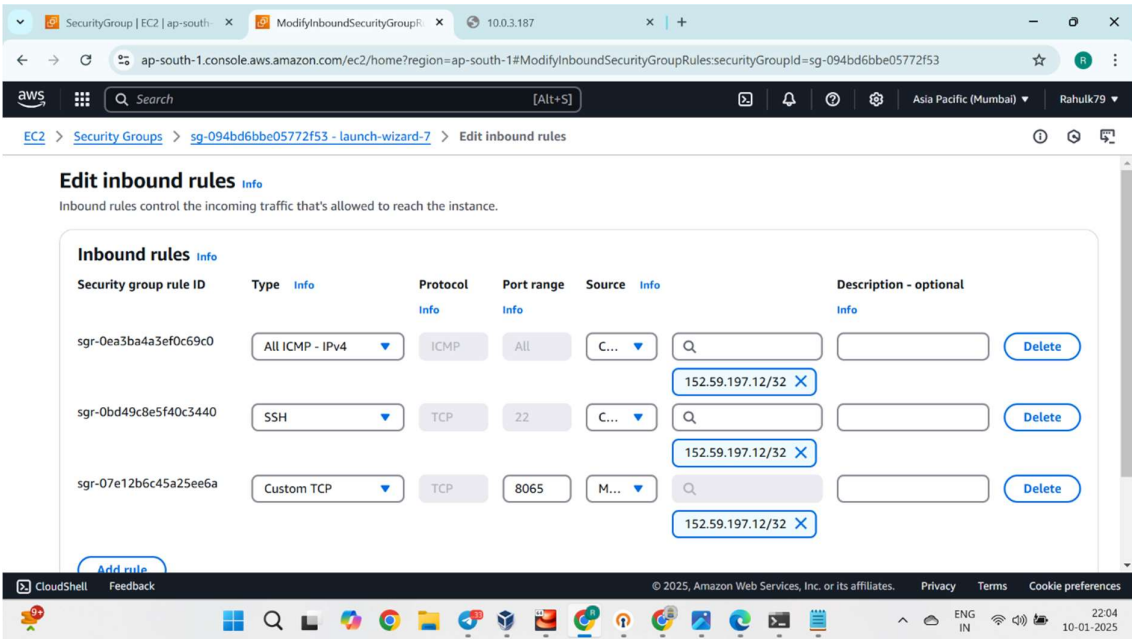 SecurityGroup | EC2 | ap-south-
ModifyInboundSecurityGroupR
10.0.3.187
ap-south-1.console.aws.amazon.com/ec2/home?region=ap-south-1#ModifyInboundSecurityGroupRules:securityGroupId=sg-094bd6bbe05772f53
R
aws
Search
[Alt+S]
Asia Pacific (Mumbai)
Rahulk79
EC2 > Security Groups > sg-094bd6bbe05772f53 - launch-wizard-7 > Edit inbound rules
Edit inbound rules Info
Inbound rules control the incoming traffic that's allowed to reach the instance.
Inbound rules Info
Security group rule ID Type Info Protocol Port range Source Info Description - optional
Info Info Info
sgr-0ea3ba4a3ef0c69c0 All ICMP - IPv4 ICMP All C... Delete
152.59.197.12/32
sgr-0bd49c8e5f40c3440 SSH TCP 22 C... Delete
152.59.197.12/32
sgr-07e12b6c45a25ee6a Custom TCP TCP 8065 M... Delete
152.59.197.12/32
Add rule
CloudShell Feedback © 2025, Amazon Web Services, Inc. or its affiliates. Privacy Terms Cookie preferences
9+
ENG
IN
22:04
10-01-2025